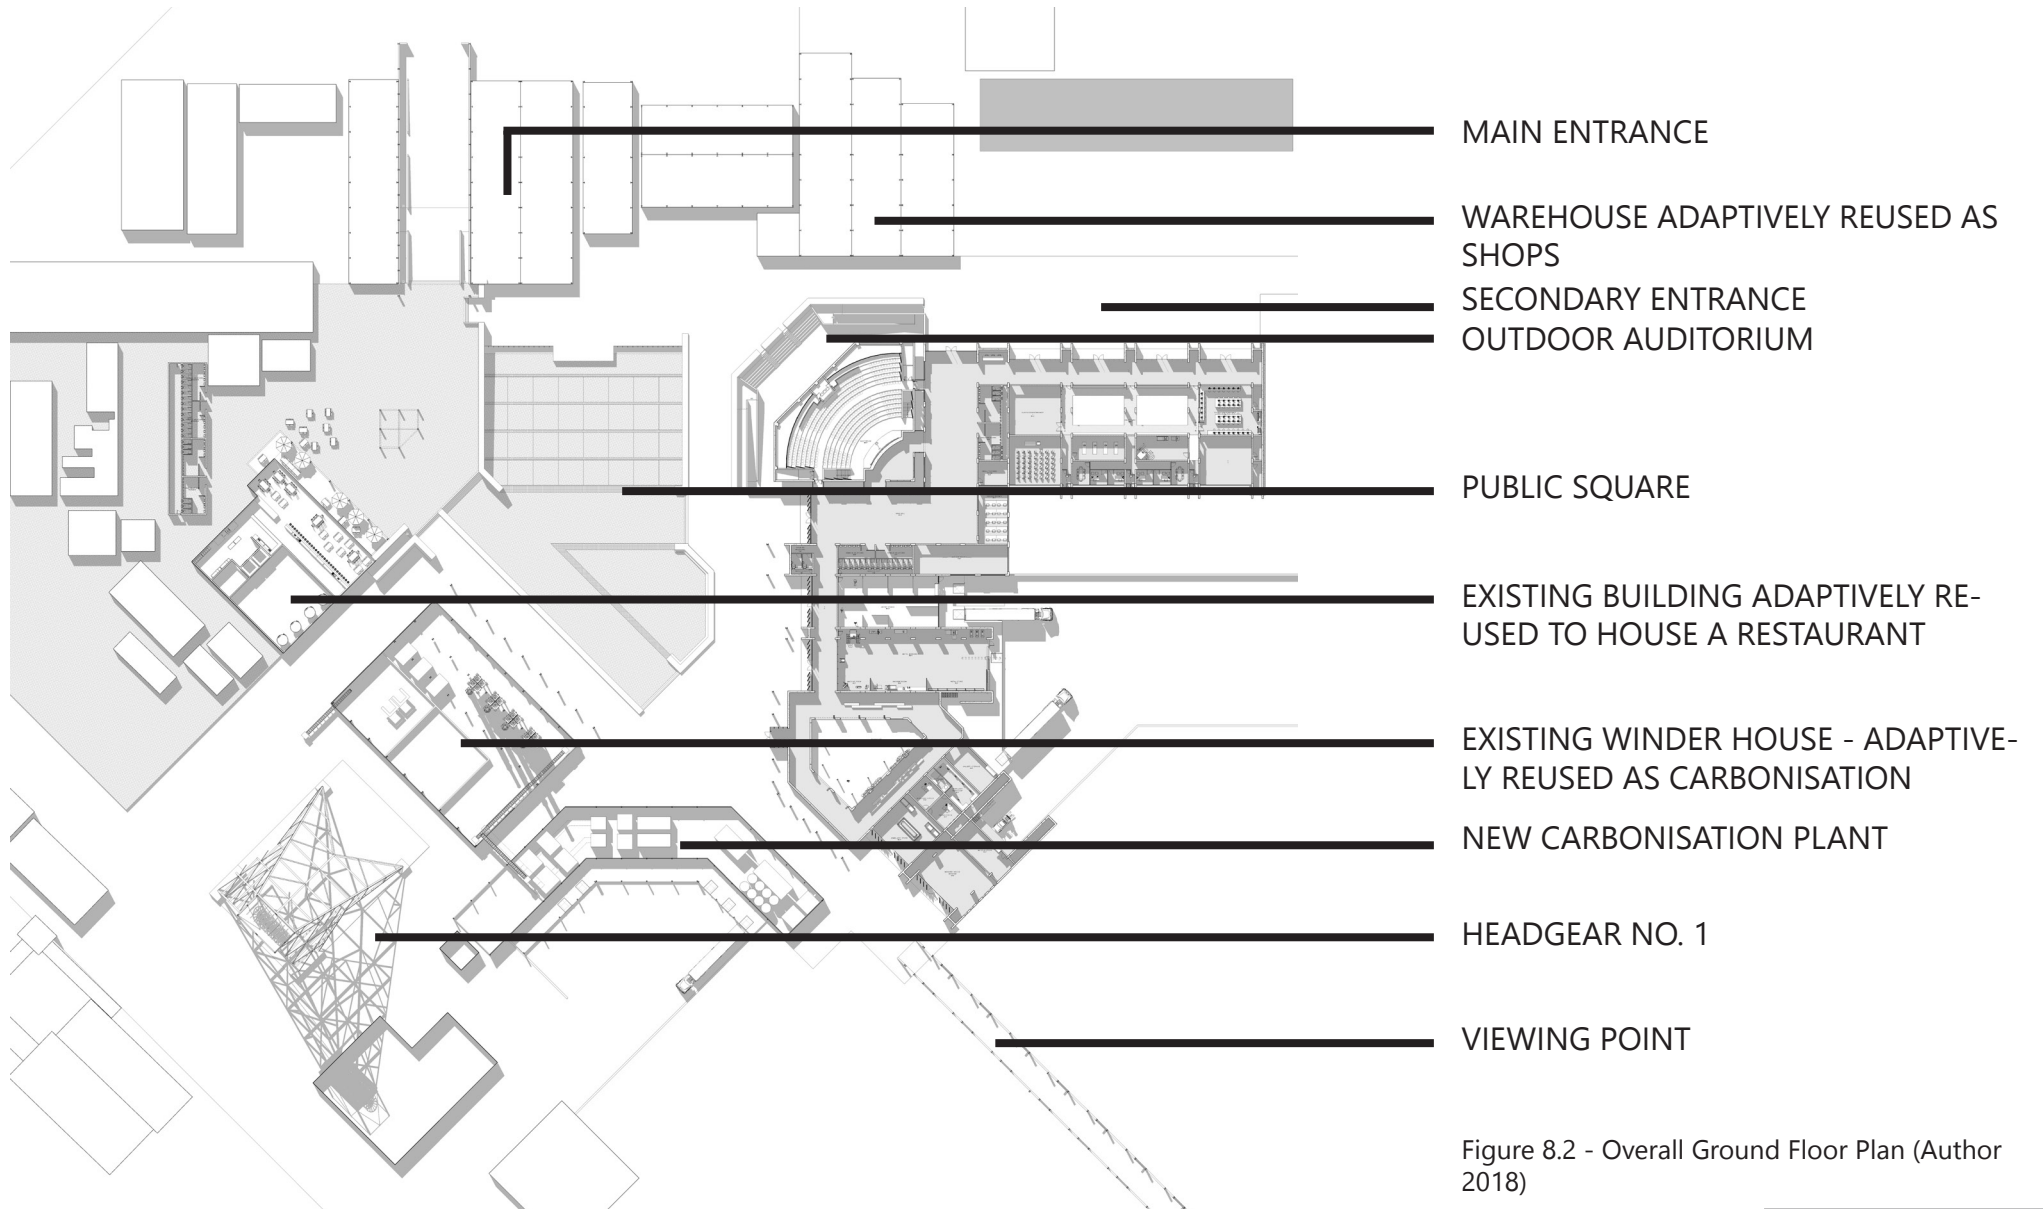 MAIN ENTRANCE
WAREHOUSE ADAPTIVELY REUSED AS
SHOPS
SECONDARY ENTRANCE
OUTDOOR AUDITORIUM
PUBLIC SQUARE
EXISTING BUILDING ADAPTIVELY RE-
USED TO HOUSE A RESTAURANT
EXISTING WINDER HOUSE - ADAPTIVE-
LY REUSED AS CARBONISATION
NEW CARBONISATION PLANT
HEADGEAR NO. 1
VIEWING POINT
Figure 8.2 - Overall Ground Floor Plan (Author
2018)